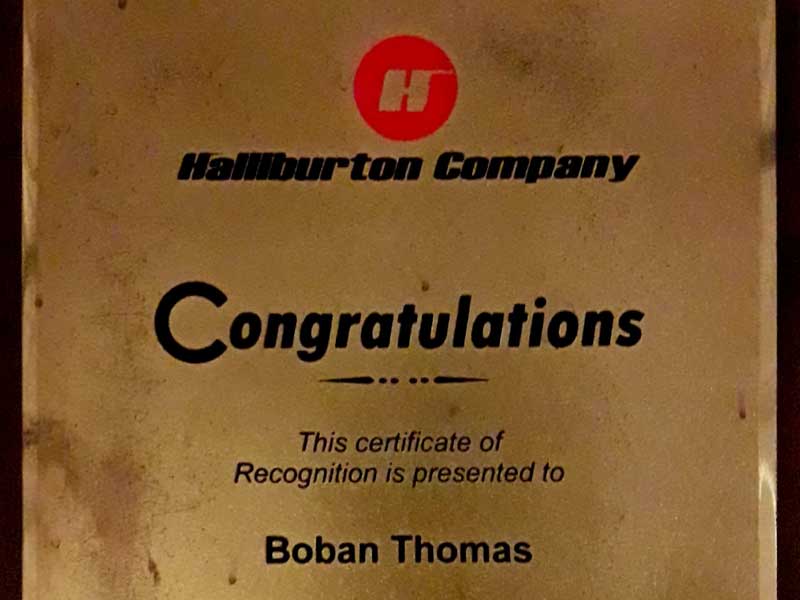 H
Halliburton Company
Congratulations
This certificate of
Recognition is presented to
Boban Thomas